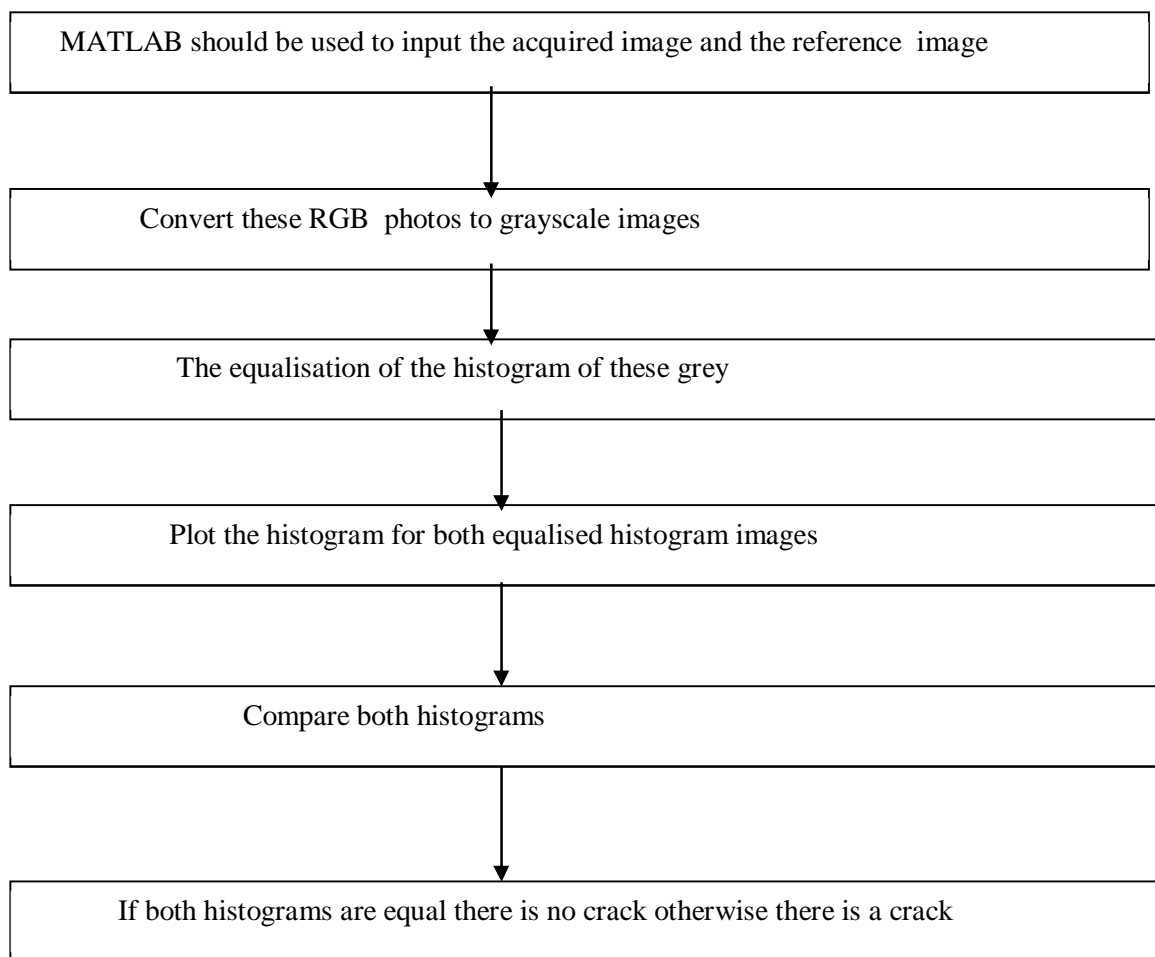 MATLAB should be used to input the acquired image and the reference image
Convert these RGB photos to grayscale images
The equalisation of the histogram of these grey
Plot the histogram for both equalised histogram images
Compare both histograms
If both histograms are equal there is no crack otherwise there is a crack